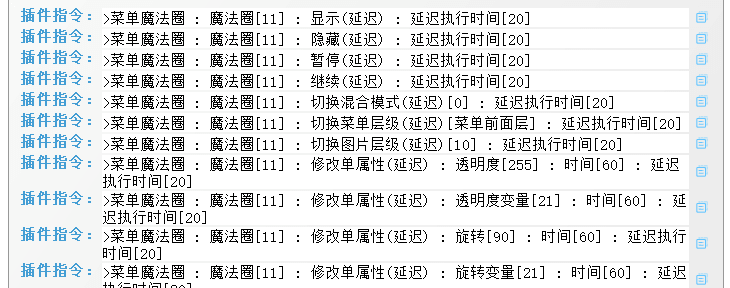 插件指令： >菜单魔法圈 : 魔法圈[11] : 显示(延迟) : 延迟执行时间[20]
插件指令： >菜单魔法圈 : 魔法圈[11] : 隐藏(延迟) : 延迟执行时间[20]
插件指令： >菜单魔法圈 : 魔法圈[11] : 暂停(延迟) : 延迟执行时间[20]
插件指令： >菜单魔法圈 : 魔法圈[11] : 继续(延迟) : 延迟执行时间[20]
插件指令： >菜单魔法圈 : 魔法圈[11] : 切换混合模式(延迟)[0] : 延迟执行时间[20]
插件指令： >菜单魔法圈 : 魔法圈[11] : 切换菜单层级(延迟)[菜单前面层] : 延迟执行时间[20]
插件指令： >菜单魔法圈 : 魔法圈[11] : 切换图片层级(延迟)[10] : 延迟执行时间[20]
插件指令： >菜单魔法圈 : 魔法圈[11] : 修改单属性(延迟) : 透明度[255] : 时间[60] : 延迟
执行时间[20]
插件指令： >菜单魔法圈 : 魔法圈[11] : 修改单属性(延迟) : 透明度变量[21] : 时间[60] : 延
迟执行时间[20]
插件指令： >菜单魔法圈 : 魔法圈[11] : 修改单属性(延迟) : 旋转[90] : 时间[60] : 延迟执行
时间[20]
插件指令： >菜单魔法圈 : 魔法圈[11] : 修改单属性(延迟) : 旋转变量[21] : 时间[60] : 延迟
执行时间[20]